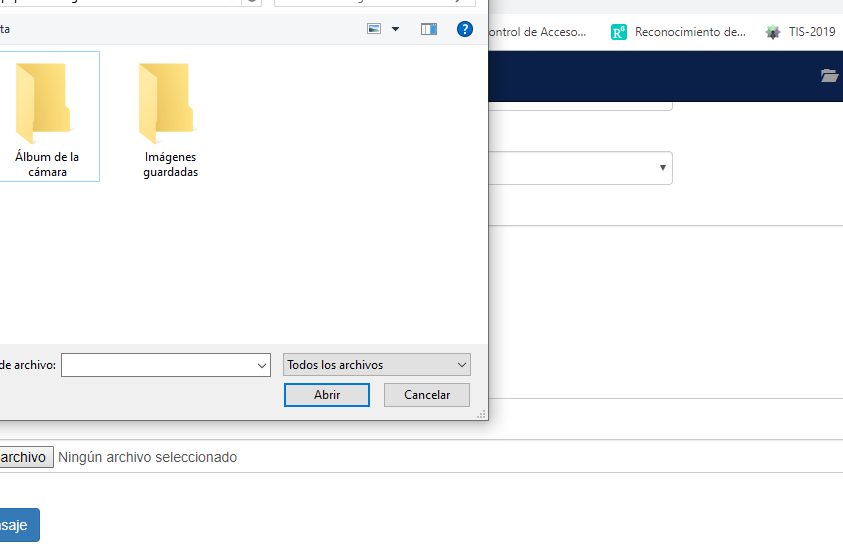 ta
ontrol de Acceso...
Reconocimiento de...
TIS-2019
Álbum de la
cámara
Imágenes
guardadas
de archivo:
Todos los archivos
Abrir
Cancelar
archivo
Ningún archivo seleccionado
saje